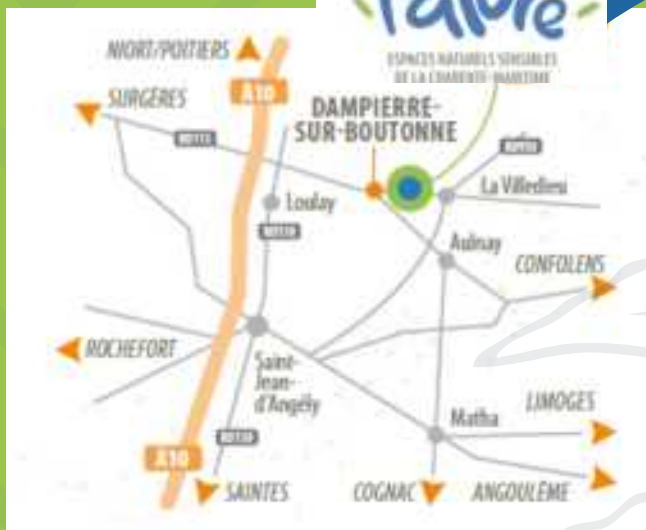 Nature
ESPACES NATURELS SENSIBLES
DE LA CHARENTE-MARITIME
NIORT/POITIERS
A10
SURGÈRES
DAMPIERRE-
SUR-BOUTONNE
La Villedieu
Loulay
Aulnay
CONFOLENS
ROCHEFORT
Saint-
Jean-
d'Angély
LIMOGES
Matha
A10
SAINTES
COGNAC
ANGOULÊME